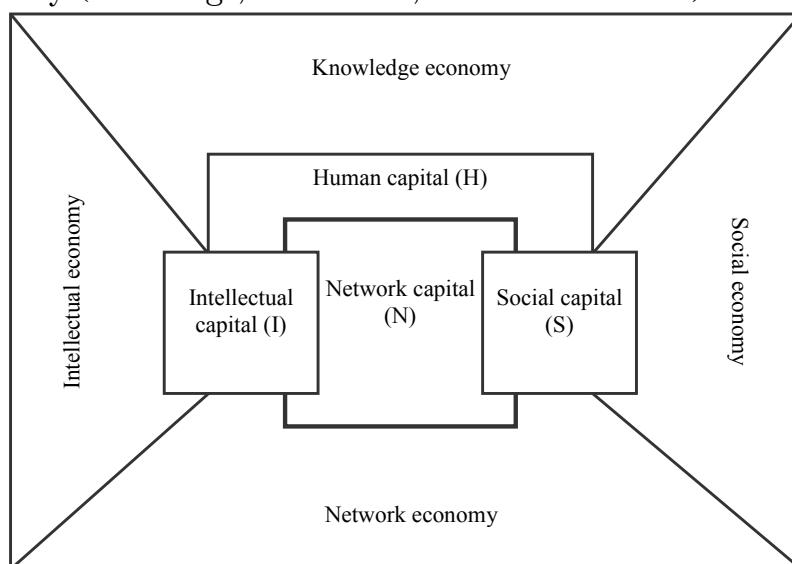 Knowledge economy
Human capital (H)
Intellectual economy
Intellectual
capital (I)
Network capital
(N)
Social capital
(S)
Social economy
Network economy